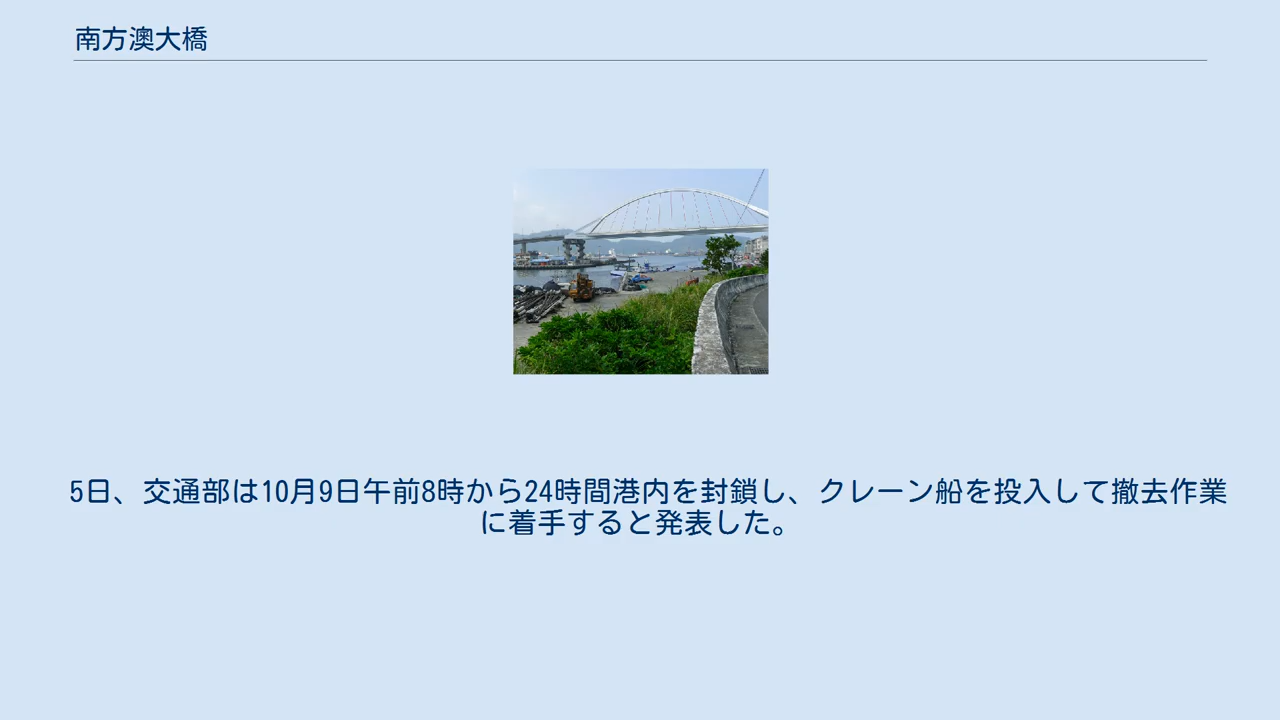 南方澳大橋
5日、交通部は10月9日午前8時から24時間港内を封鎖し、クレーン船を投入して撤去作業
に着手すると発表した。